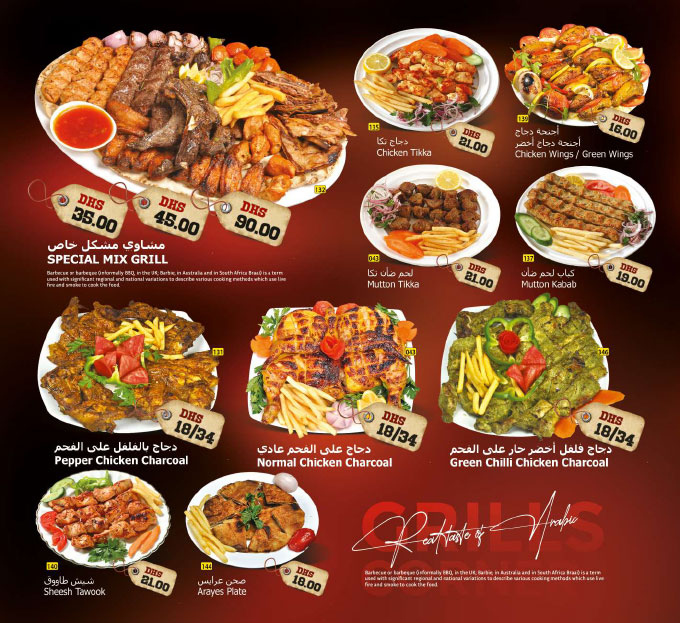 DHS
35.00
DHS
45.00
DHS
90.00
132
مشاوي مشكل خاص
SPECIAL MIX GRILL
Barbecue or barbeque (informally BBQ, in the UK; Barbie, in Australia and in South Africa Braai) is a term
used with significant regional and national variations to describe various cooking methods which use live
fire and smoke to cook the food.
135
DHS
21.00
دجاج تكا
Chicken Tikka
139
DHS
16.00
أجنحة دجاج
أجنحة دجاج أخضر
Chicken Wings / Green Wings
043
DHS
21.00
لحم ضأن تكا
Mutton Tikka
137
DHS
19.00
كباب لحم ضأن
Mutton Kabab
131
DHS
18/34
دجاج بالفلفل على الفحم
Pepper Chicken Charcoal
043
DHS
18/34
دجاج على الفحم عادي
Normal Chicken Charcoal
146
DHS
18/34
دجاج فلفل أخضر حار على الفحم
Green Chilli Chicken Charcoal
140
DHS
21.00
شيش طاووق
Sheesh Tawook
144
DHS
18.00
صحن عرايس
Arayes Plate
GRILLS
Real taste of Arabic
Barbecue or barbeque (informally BBQ, in the UK; Barbie, in Australia and in South Africa Braai) is a term
used with significant regional and national variations to describe various cooking methods which use live
fire and smoke to cook the food.